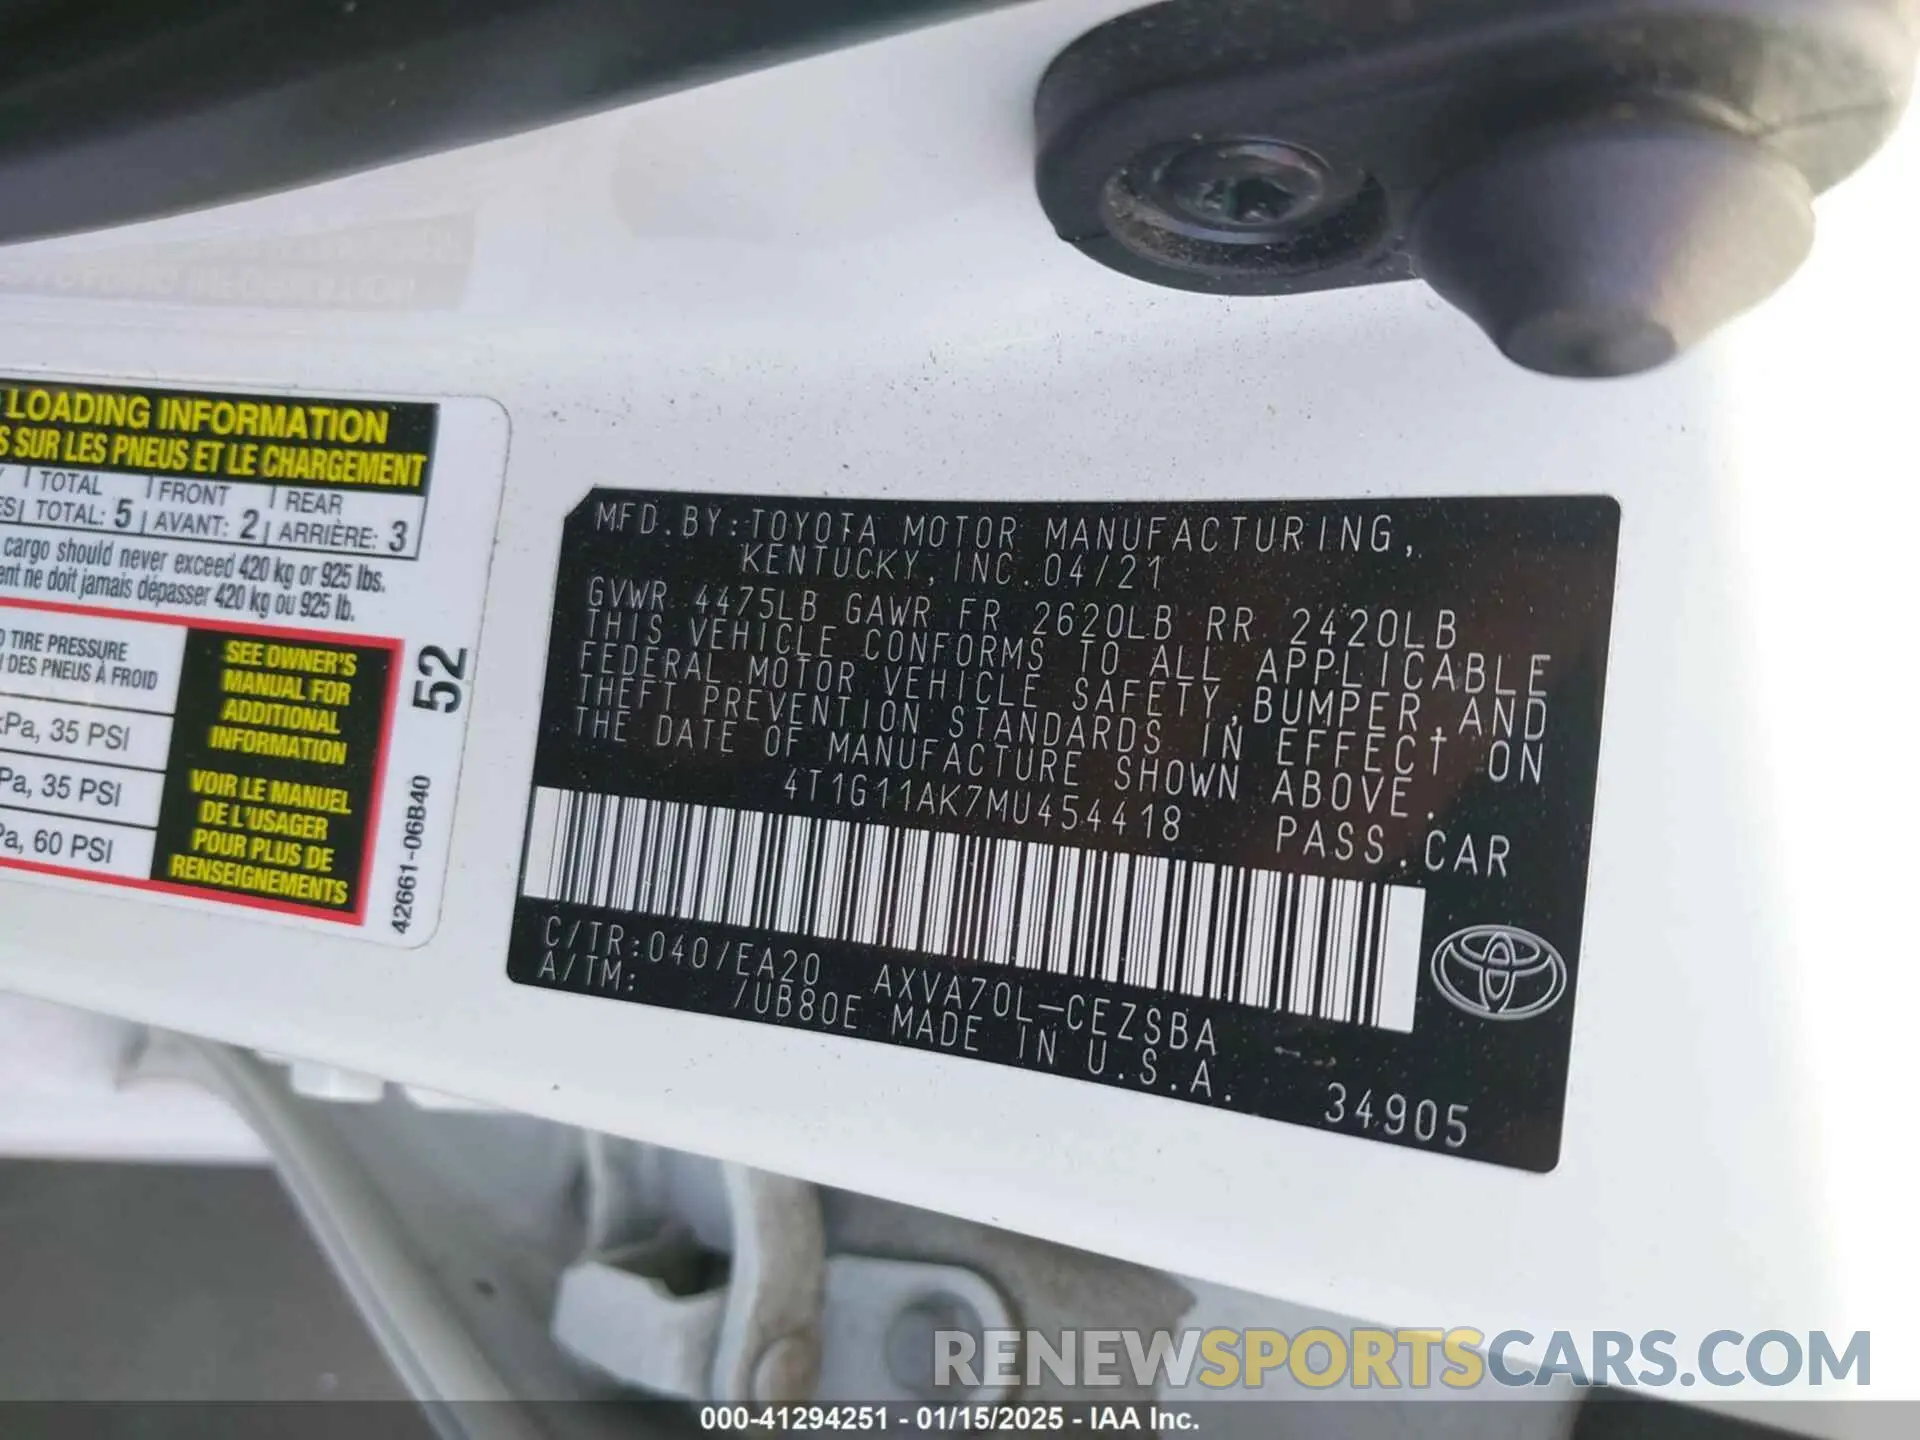 LOADING INFORMATION
S SUR LES PNEUS ET LE CHARGEMENT
TOTAL FRONT REAR
TOTAL: 5 AVANT: 2 ARRIÈRE: 3
cargo should never exceed 420 kg or 925 lbs.
ent ne doit jamais dépasser 420 kg ou 925 lb.
TIRE PRESSURE
DES PNEUS À FROID
kPa, 35 PSI
Pa, 35 PSI
Pa, 60 PSI
SEE OWNER'S
MANUAL FOR
ADDITIONAL
INFORMATION
VOIR LE MANUEL
DE L'USAGER
POUR PLUS DE
RENSEIGNEMENTS
52
42661-06B40
MFD.BY:TOYOTA MOTOR MANUFACTURING,
KENTUCKY,INC.04/21
GVWR 4475LB GAWR FR 2620LB RR 2420LB
THIS VEHICLE CONFORMS TO ALL APPLICABLE
FEDERAL MOTOR VEHICLE SAFETY,BUMPER,AND
THEFT PREVENTION STANDARDS IN EFFECT ON
THE DATE OF MANUFACTURE SHOWN ABOVE.
4T1G11AK7MU454418 PASS.CAR
C/TR:040/EA20 AXVA70L-CEZSBA
A/TM: /UB80E MADE IN U.S.A.
34905
RENEWSPORTSCARS.COM
000-41294251 - 01/15/2025 - IAA Inc.